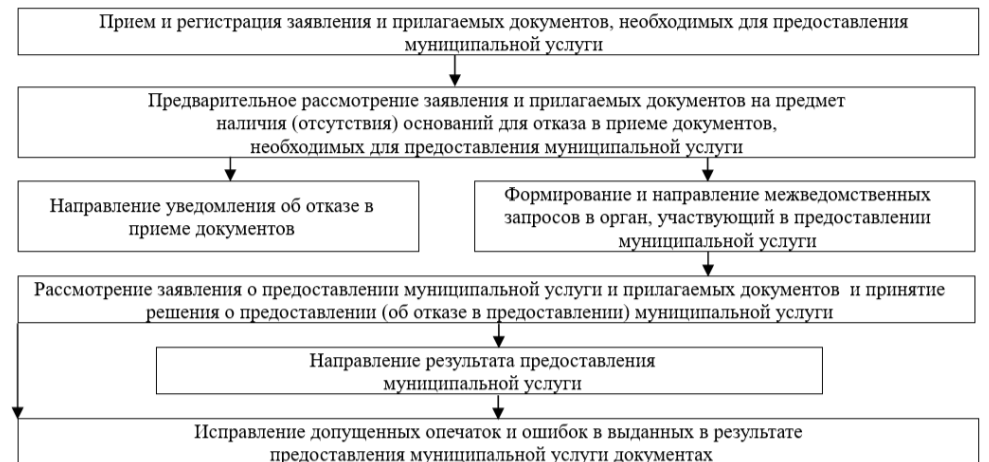 Прием и регистрация заявления и прилагаемых документов, необходимых для предоставления
муниципальной услуги
Предварительное рассмотрение заявления и прилагаемых документов на предмет
наличия (отсутствия) оснований для отказа в приеме документов,
необходимых для предоставления муниципальной услуги
Направление уведомления об отказе в
приеме документов
Формирование и направление межведомственных
запросов в орган, участвующий в предоставлении
муниципальной услуги
Рассмотрение заявления о предоставлении муниципальной услуги и прилагаемых документов и принятие
решения о предоставлении (об отказе в предоставлении) муниципальной услуги
Направление результата предоставления
муниципальной услуги
Исправление допущенных опечаток и ошибок в выданных в результате
предоставления муниципальной услуги документах